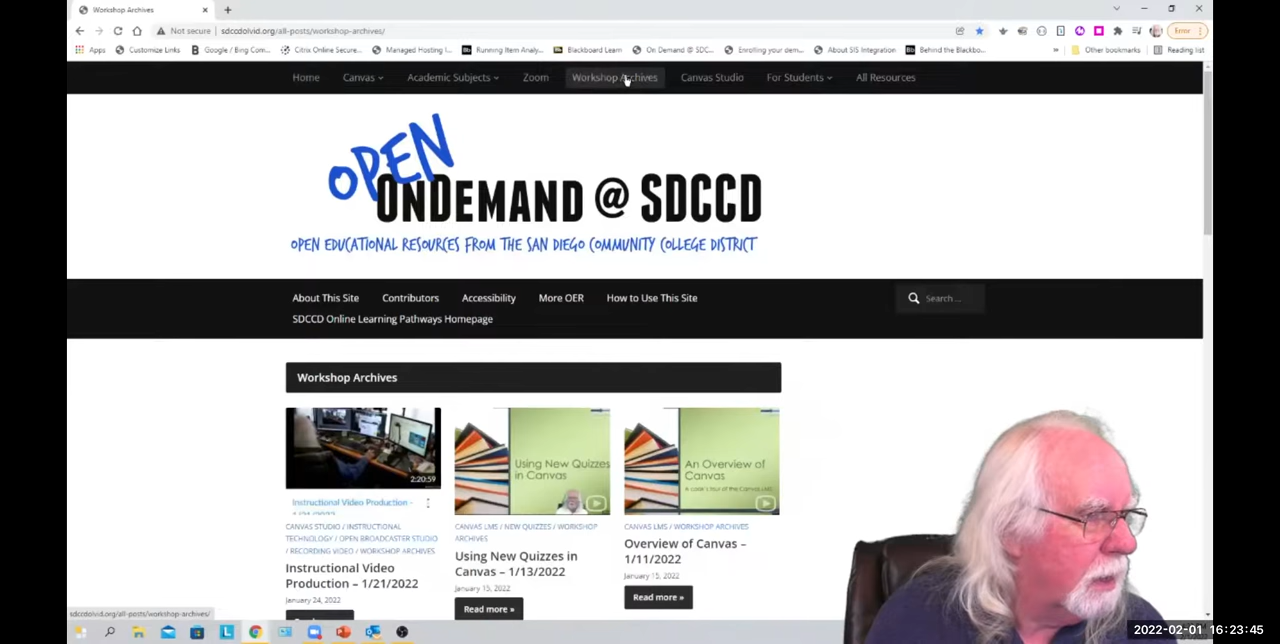 Workshop Archives
Not secure
sdccdolvid.org/all-posts/workshop-archives/
Error
Apps
Customize Links
Google / Bing Com...
Citrix Online Secure...
Managed Hosting I...
Running Item Analy...
Blackboard Learn
On Demand @ SDC...
Enrolling your dem...
About SIS Integration
Behind the Blackbo...
Other bookmarks
Reading list
Home
Canvas
Academic Subjects
Zoom
Workshop Archives
Canvas Studio
For Students
All Resources
OPEN
ONDEMAND @ SDCCD
OPEN EDUCATIONAL RESOURCES FROM THE SAN DIEGO COMMUNITY COLLEGE DISTRICT
About This Site
Contributors
Accessibility
More OER
How to Use This Site
Search ...
SDCCD Online Learning Pathways Homepage
Workshop Archives
2:20:59
Instructional Video Production -
1/21/2022
CANVAS STUDIO / INSTRUCTIONAL
TECHNOLOGY / OPEN BROADCASTER STUDIO
/ RECORDING VIDEO / WORKSHOP ARCHIVES
Instructional Video
Production – 1/21/2022
January 24, 2022
Using New Quizzes
in Canvas
CANVAS LMS / NEW QUIZZES / WORKSHOP
ARCHIVES
Using New Quizzes in
Canvas – 1/13/2022
January 15, 2022
Read more »
An Overview of
Canvas
CANVAS LMS / WORKSHOP ARCHIVES
Overview of Canvas –
1/11/2022
January 15, 2022
Read more »
sdccdolvid.org/all-posts/workshop-archives/
2022-02-01 16:23:45